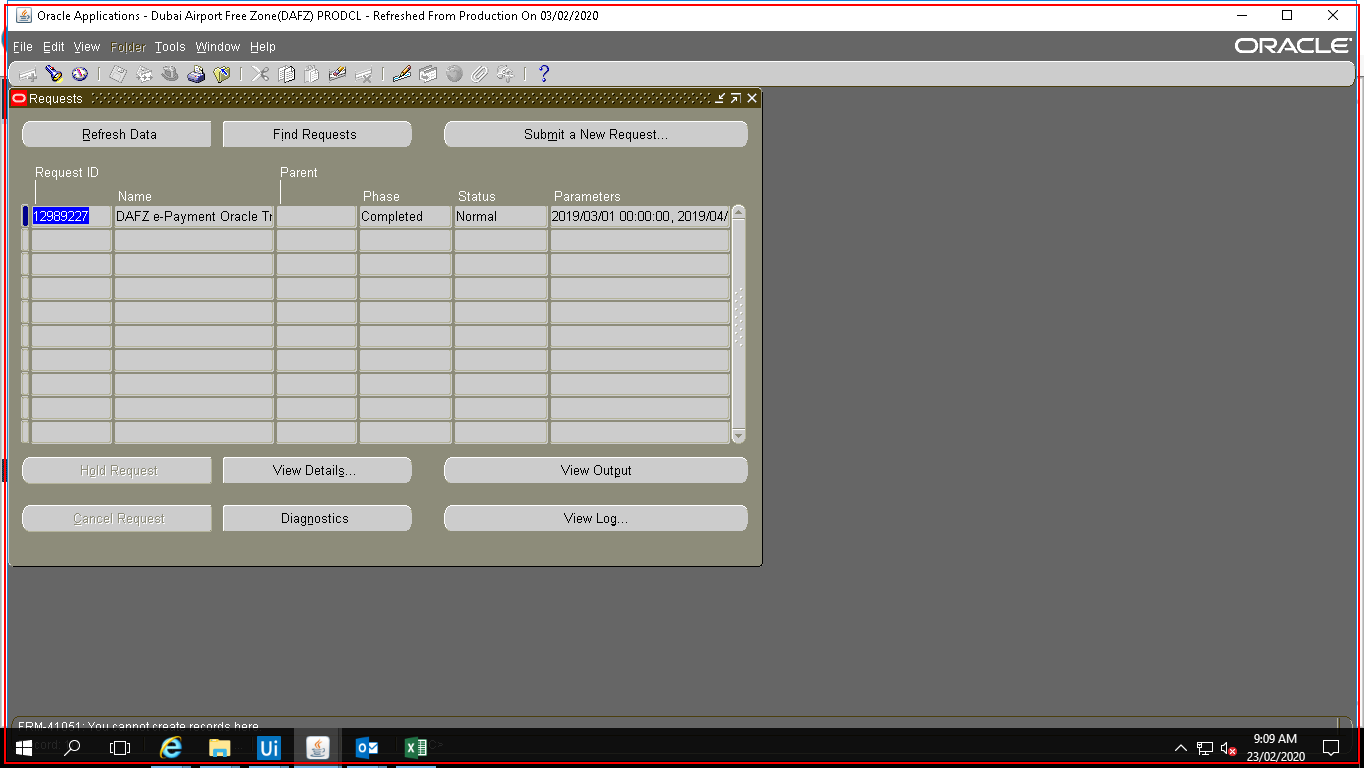 Oracle Applications - Dubai Airport Free Zone(DAFZ) PRODCL - Refreshed From Production On 03/02/2020
File Edit View Folder Tools Window Help
ORACLE
Requests
Refresh Data Find Requests Submit a New Request...
Request ID Parent
Name Phase Status Parameters
12989227 DAFZ e-Payment Oracle Tr Completed Normal 2019/03/01 00:00:00, 2019/04/
Hold Request View Details... View Output
Cancel Request Diagnostics View Log...
FRM-41051: You cannot create records here
Ui
9:09 AM
23/02/2020